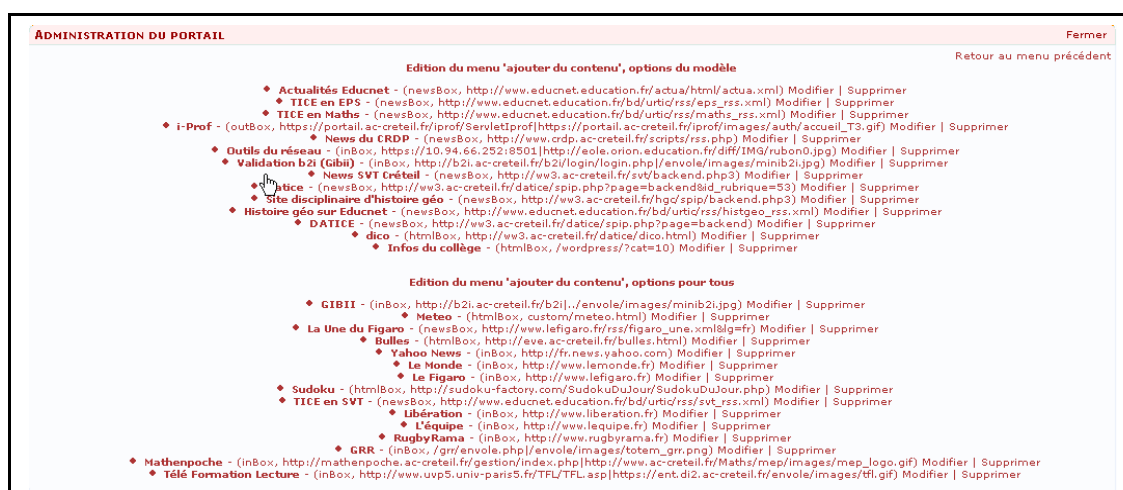 ADMINISTRATION DU PORTAIL Fermer
Retour au menu précédent
Edition du menu 'ajouter du contenu', options du modèle
Actualités Educnet - (newsBox, http://www.educnet.education.fr/actua/html/actua.xml) Modifier | Supprimer
TICE en EPS - (newsBox, http://www.educnet.education.fr/bd/urtic/rss/eps_rss.xml) Modifier | Supprimer
TICE en Maths - (newsBox, http://www.educnet.education.fr/bd/urtic/rss/maths_rss.xml) Modifier | Supprimer
i-Prof - (outBox, https://portail.ac-creteil.fr/iprof/ServletIprof|https://portail.ac-creteil.fr/iprof/images/auth/accueil_T3.gif) Modifier | Supprimer
News du CRDP - (newsBox, http://www.crdp.ac-creteil.fr/scripts/rss.php) Modifier | Supprimer
Outils du réseau - (inBox, https://10.94.66.252:8501|http://eole.orion.education.fr/diff/IMG/rubon0.jpg) Modifier | Supprimer
Validation b2i (Gibii) - (inBox, http://b2i.ac-creteil.fr/b2i/login/login.php|/envole/images/minib2i.jpg) Modifier | Supprimer
News SVT Créteil - (newsBox, http://ww3.ac-creteil.fr/svt/backend.php3) Modifier | Supprimer
atice - (newsBox, http://ww3.ac-creteil.fr/datice/spip.php?page=backend&id_rubrique=53) Modifier | Supprimer
Site disciplinaire d'histoire géo - (newsBox, http://ww3.ac-creteil.fr/hgc/spip/backend.php3) Modifier | Supprimer
Histoire géo sur Educnet - (newsBox, http://www.educnet.education.fr/bd/urtic/rss/histgeo_rss.xml) Modifier | Supprimer
DATICE - (newsBox, http://ww3.ac-creteil.fr/datice/spip.php?page=backend) Modifier | Supprimer
dico - (htmlBox, http://ww3.ac-creteil.fr/datice/dico.html) Modifier | Supprimer
Infos du collège - (htmlBox, /wordpress/?cat=10) Modifier | Supprimer
Edition du menu 'ajouter du contenu', options pour tous
GIBII - (inBox, http://b2i.ac-creteil.fr/b2i|../envole/images/minib2i.jpg) Modifier | Supprimer
Meteo - (htmlBox, custom/meteo.html) Modifier | Supprimer
La Une du Figaro - (newsBox, http://www.lefigaro.fr/rss/figaro_une.xml&lg=fr) Modifier | Supprimer
Bulles - (htmlBox, http://eve.ac-creteil.fr/bulles.html) Modifier | Supprimer
Yahoo News - (inBox, http://fr.news.yahoo.com) Modifier | Supprimer
Le Monde - (inBox, http://www.lemonde.fr) Modifier | Supprimer
Le Figaro - (inBox, http://www.lefigaro.fr) Modifier | Supprimer
Sudoku - (htmlBox, http://sudoku-factory.com/SudokuDuJour/SudokuDuJour.php) Modifier | Supprimer
TICE en SVT - (newsBox, http://www.educnet.education.fr/bd/urtic/rss/svt_rss.xml) Modifier | Supprimer
Libération - (inBox, http://www.liberation.fr) Modifier | Supprimer
L'équipe - (inBox, http://www.lequipe.fr) Modifier | Supprimer
RugbyRama - (inBox, http://www.rugbyrama.fr) Modifier | Supprimer
GRR - (inBox, /grr/envole.php|/envole/images/totem_grr.png) Modifier | Supprimer
Mathenpoche - (inBox, http://mathenpoche.ac-creteil.fr/gestion/index.php|http://www.ac-creteil.fr/Maths/mep/images/mep_logo.gif) Modifier | Supprimer
Télé Formation Lecture - (inBox, http://www.uvp5.univ-paris5.fr/TFL/TFL.asp|https://ent.di2.ac-creteil.fr/envole/images/tfl.gif) Modifier | Supprimer